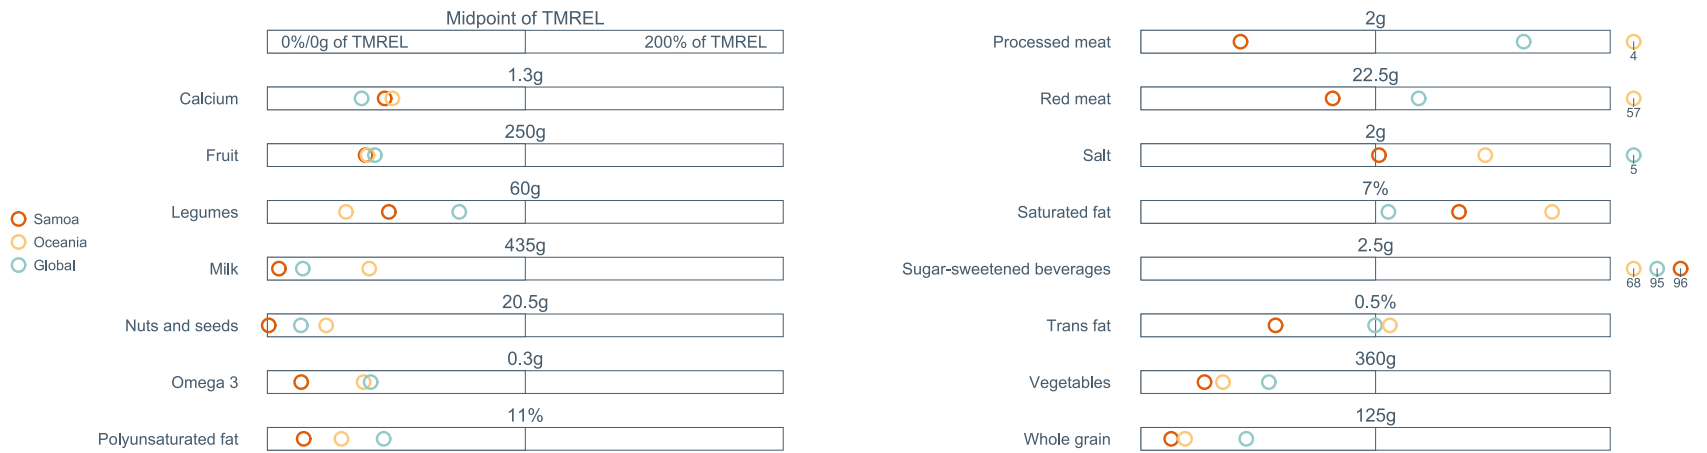 Midpoint of TMREL
0%/0g of TMREL
200% of TMREL
1.3g
Calcium
250g
Fruit
60g
Legumes
435g
Milk
20.5g
Nuts and seeds
0.3g
Omega 3
11%
Polyunsaturated fat
Samoa
Oceania
Global
2g
Processed meat
4
22.5g
Red meat
57
2g
Salt
5
7%
Saturated fat
2.5g
Sugar-sweetened beverages
68 95 96
0.5%
Trans fat
360g
Vegetables
125g
Whole grain